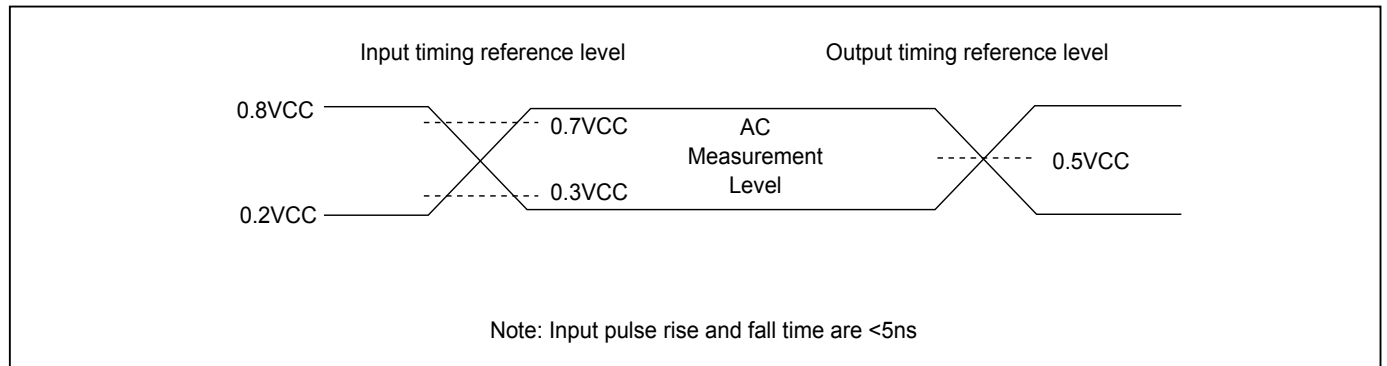 Input timing reference level
Output timing reference level
0.8VCC
0.7VCC
AC
Measurement
Level
0.5VCC
0.3VCC
0.2VCC
Note: Input pulse rise and fall time are <5ns